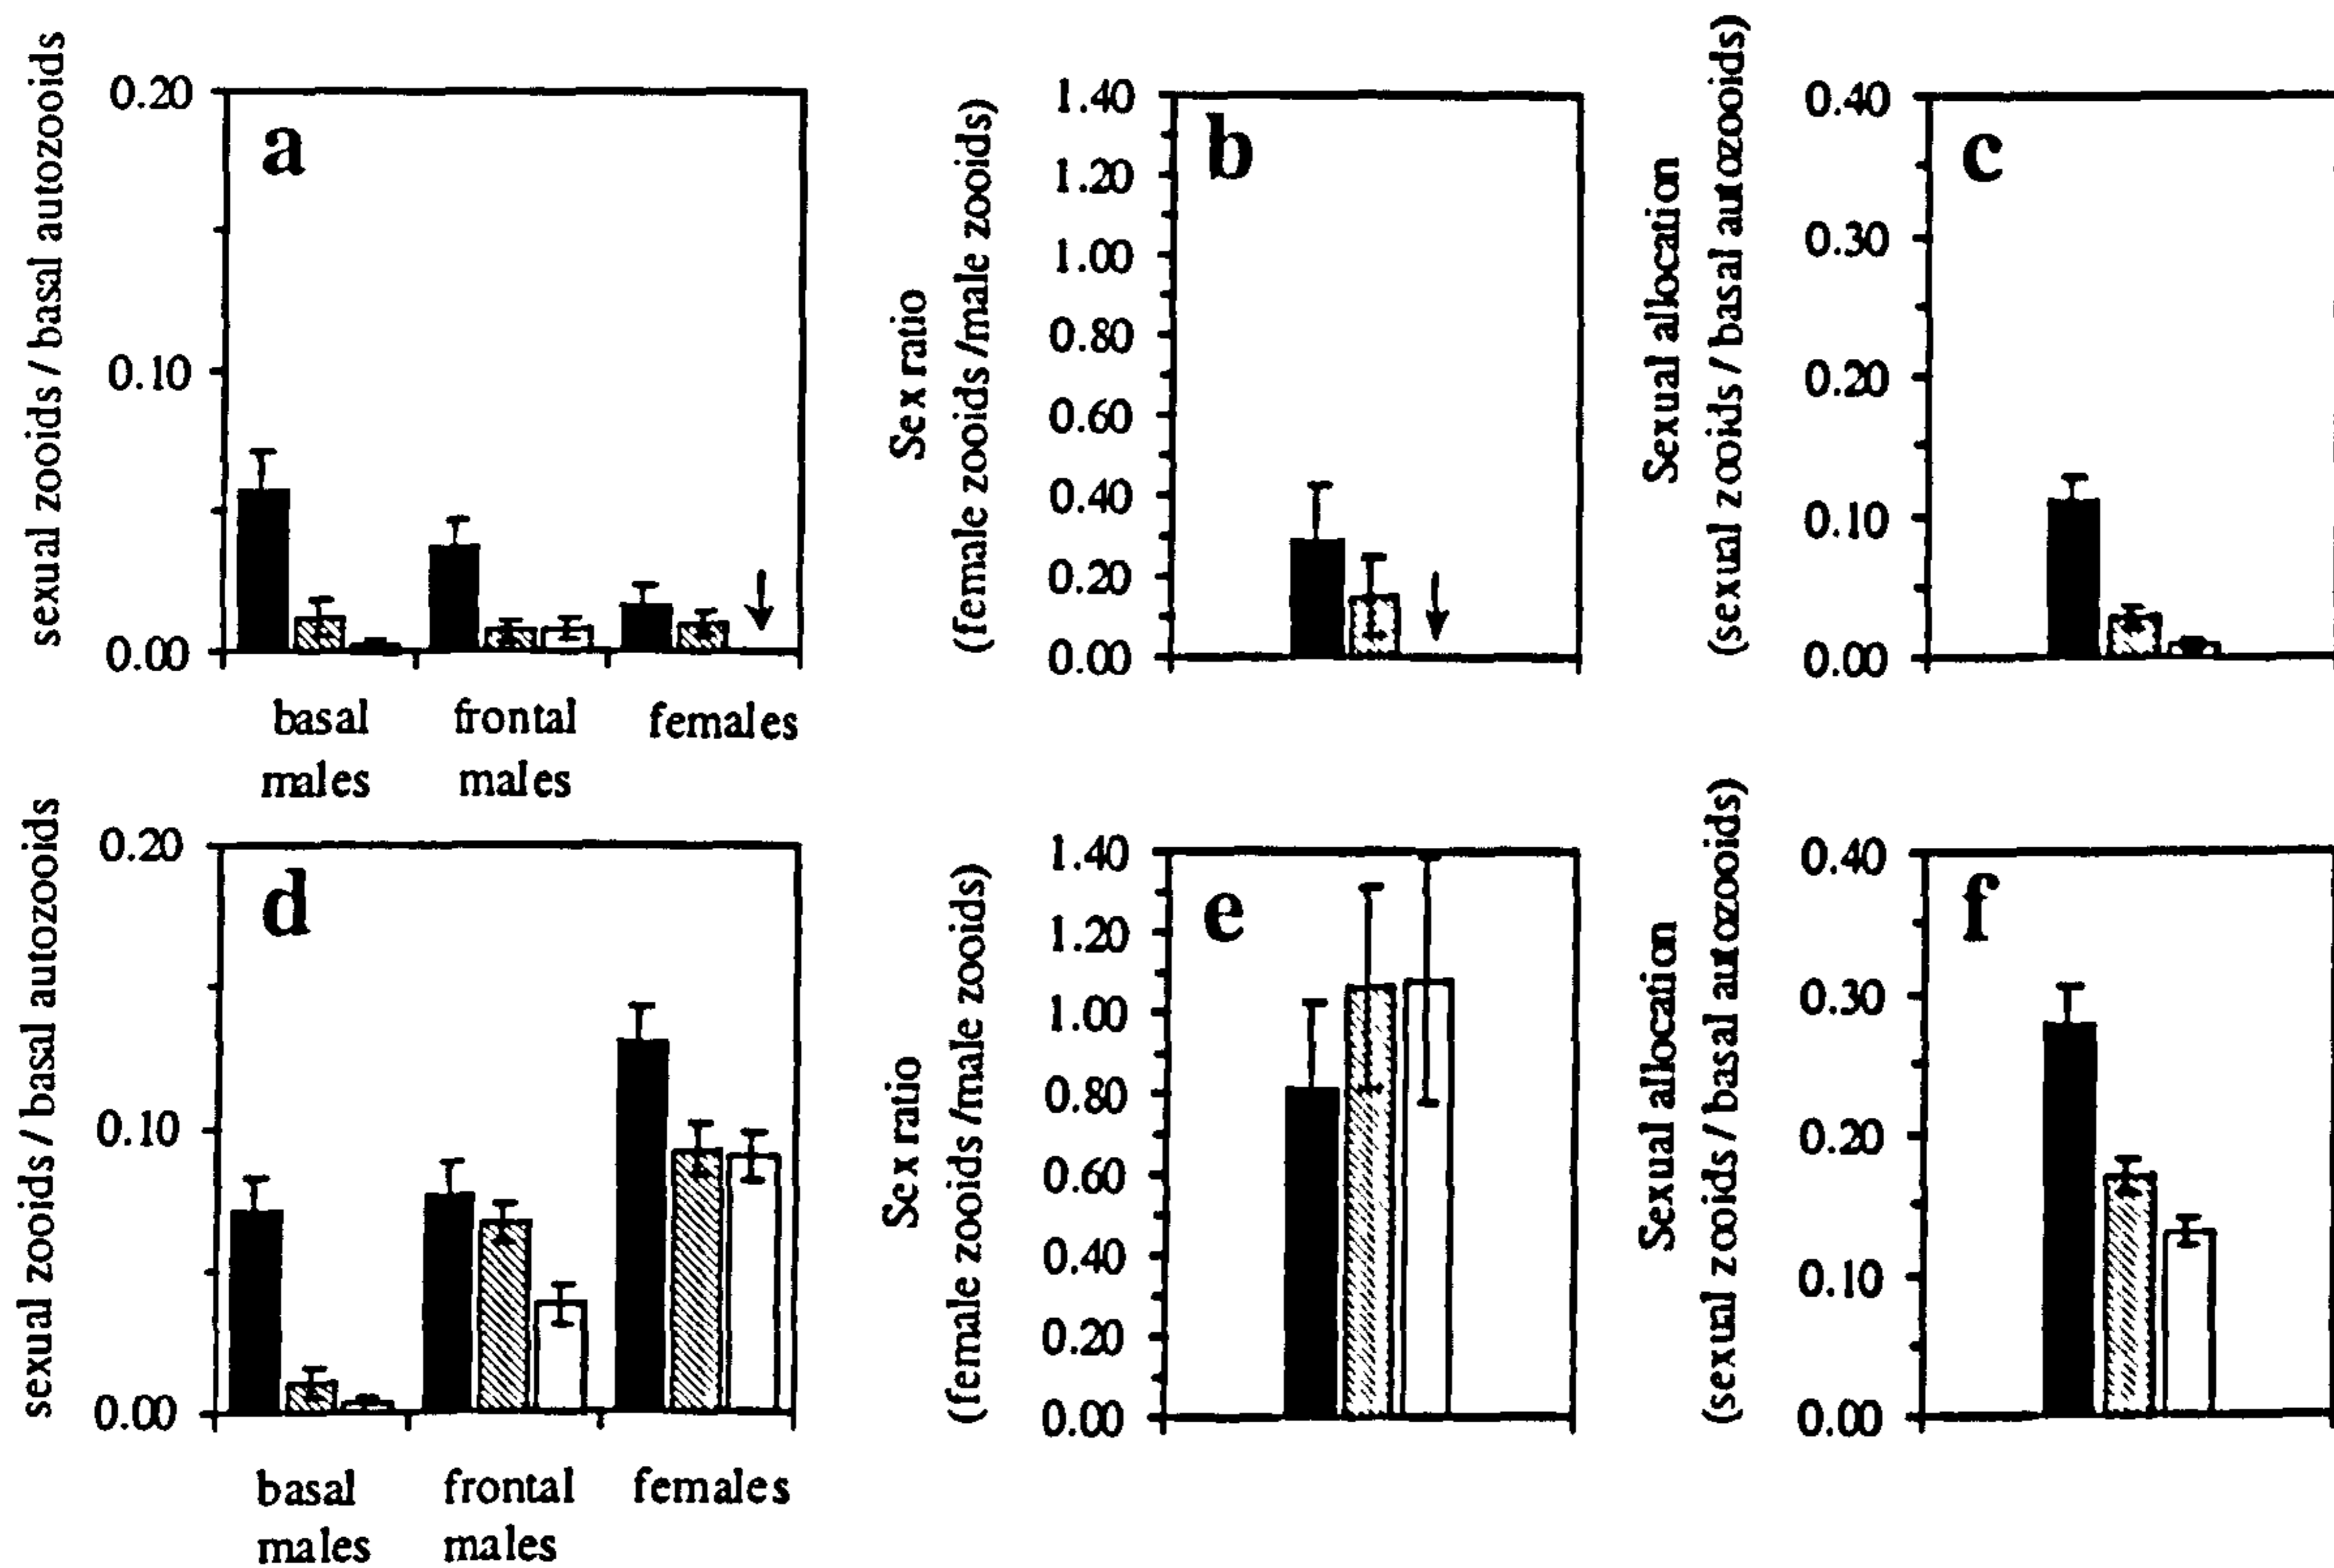 sexual zooids / basal autozooids
0.20
0.10
0.00
a
basal
males
frontal
males
females
Sex ratio
(female zooids /male zooids)
1.40
1.20
1.00
0.80
0.60
0.40
0.20
0.00
b
Sexual allocation
(sexual zooids / basal autozooids)
0.40
0.30
0.20
0.10
0.00
c
sexual zooids / basal autozooids
0.20
0.10
0.00
d
basal
males
frontal
males
females
Sex ratio
(female zooids /male zooids)
1.40
1.20
1.00
0.80
0.60
0.40
0.20
0.00
e
Sexual allocation
(sexual zooids / basal autozooids)
0.40
0.30
0.20
0.10
0.00
f